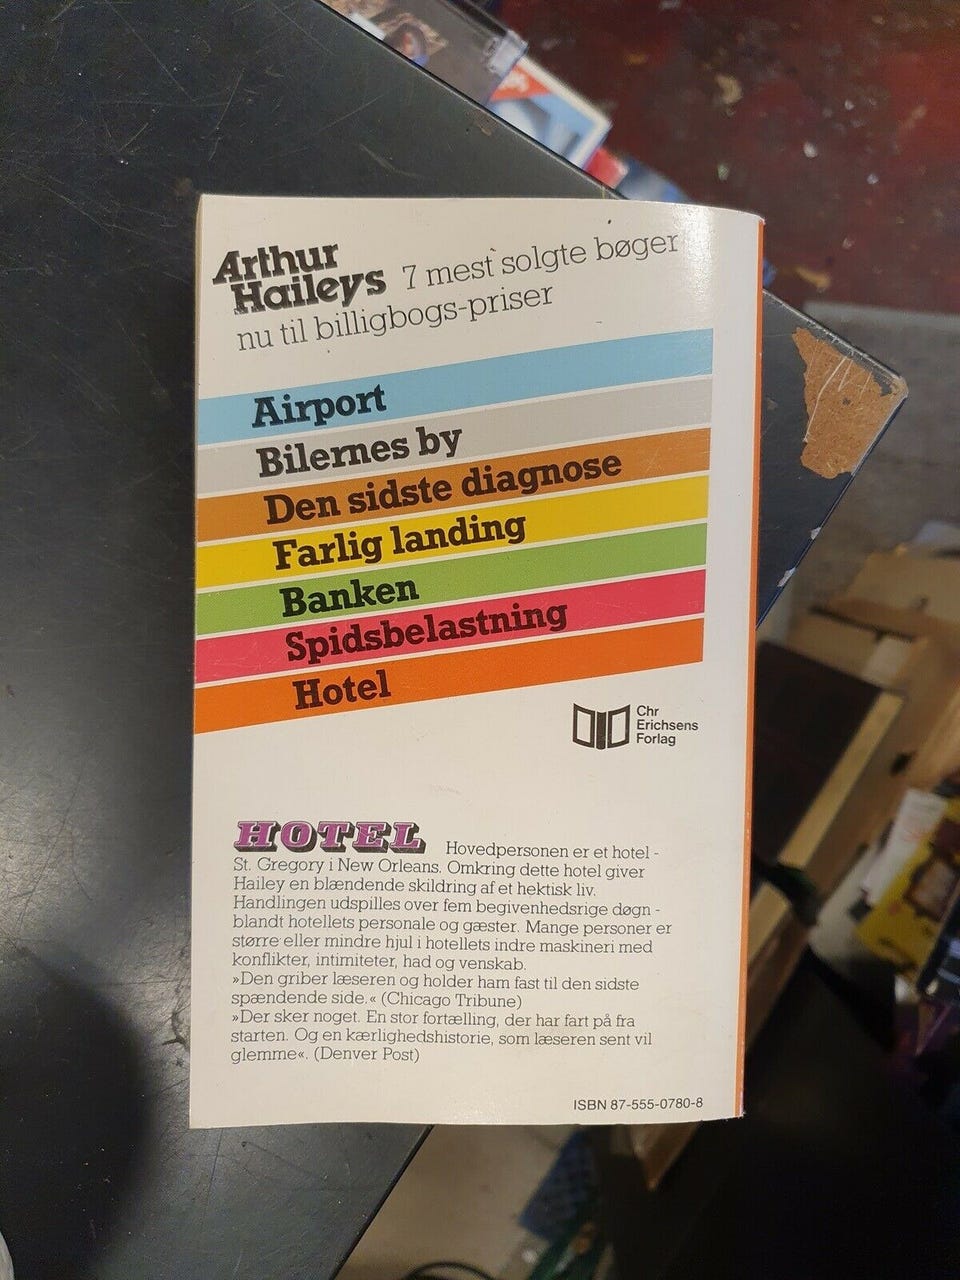 Arthur
Haileys 7 mest solgte bøger
nu til billigbogs-priser
Airport
Bilernes by
Den sidste diagnose
Farlig landing
Banken
Spidsbelastning
Hotel
Chr
Erichsens
Forlag
HOTEL Hovedpersonen er et hotel -
St. Gregory i New Orleans. Omkring dette hotel giver
Hailey en blændende skildring af et hektisk liv.
Handlingen udspilles over fem begivenhedsrige døgn -
blandt hotellets personale og gæster. Mange personer er
større eller mindre hjul i hotellets indre maskineri med
konflikter, intimiteter, had og venskab.
»Den griber læseren og holder ham fast til den sidste
spændende side.« (Chicago Tribune)
»Der sker noget. En stor fortælling, der har fart på fra
starten. Og en kærlighedshistorie, som læseren sent vil
glemme«. (Denver Post)
ISBN 87-555-0780-8